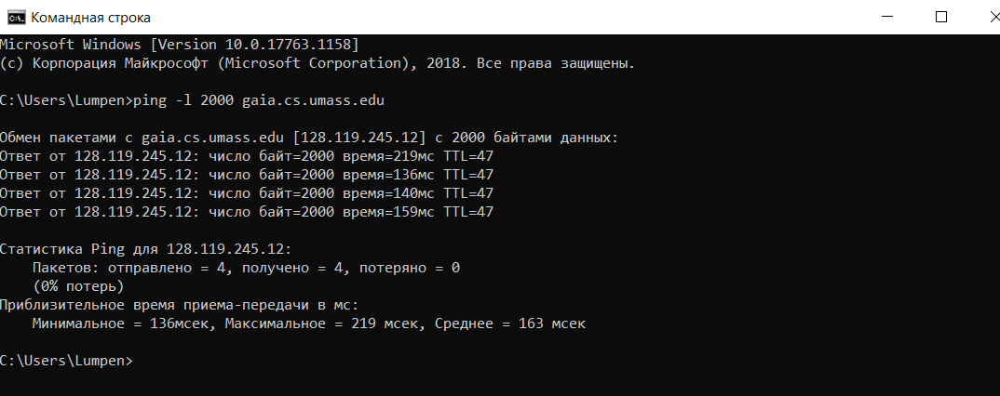 Командная строка
Microsoft Windows [Version 10.0.17763.1158]
(c) Корпорация Майкрософт (Microsoft Corporation), 2018. Все права защищены.
C:\Users\Lumpen>ping -l 2000 gaia.cs.umass.edu
Обмен пакетами с gaia.cs.umass.edu [128.119.245.12] с 2000 байтами данных:
Ответ от 128.119.245.12: число байт=2000 время=219мс TTL=47
Ответ от 128.119.245.12: число байт=2000 время=136мс TTL=47
Ответ от 128.119.245.12: число байт=2000 время=140мс TTL=47
Ответ от 128.119.245.12: число байт=2000 время=159мс TTL=47
Статистика Ping для 128.119.245.12:
    Пакетов: отправлено = 4, получено = 4, потеряно = 0
    (0% потерь)
Приблизительное время приема-передачи в мс:
    Минимальное = 136мсек, Максимальное = 219 мсек, Среднее = 163 мсек
C:\Users\Lumpen>